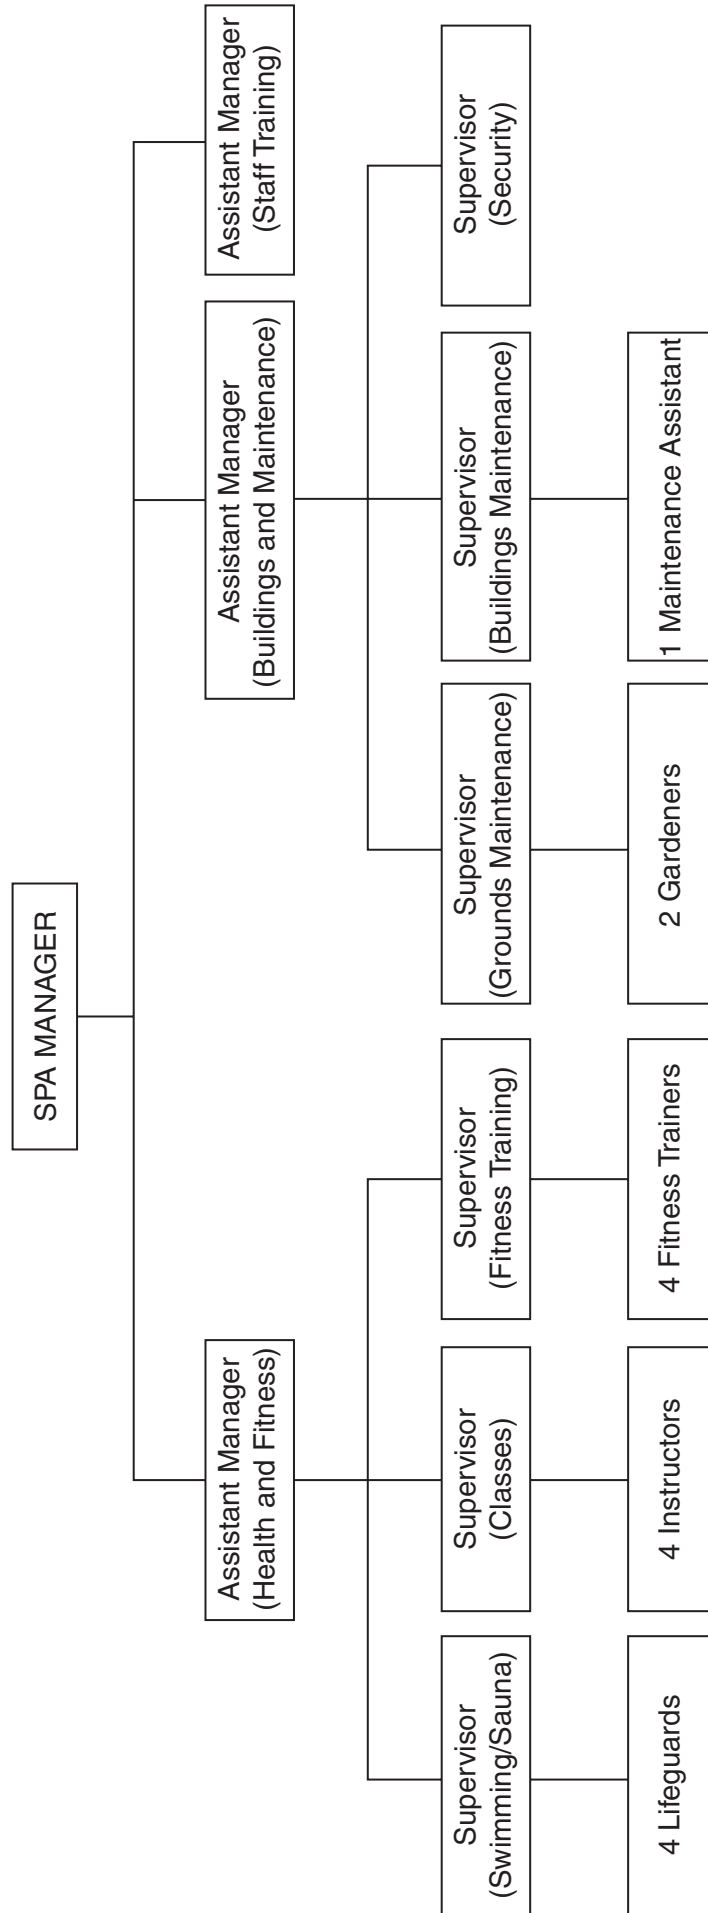 SPA MANAGER
Assistant Manager
(Health and Fitness)
Assistant Manager
(Buildings and Maintenance)
Assistant Manager
(Staff Training)
Supervisor
(Swimming/Sauna)
Supervisor
(Classes)
Supervisor
(Fitness Training)
Supervisor
(Grounds Maintenance)
Supervisor
(Buildings Maintenance)
Supervisor
(Security)
4 Lifeguards
4 Instructors
4 Fitness Trainers
2 Gardeners
1 Maintenance Assistant